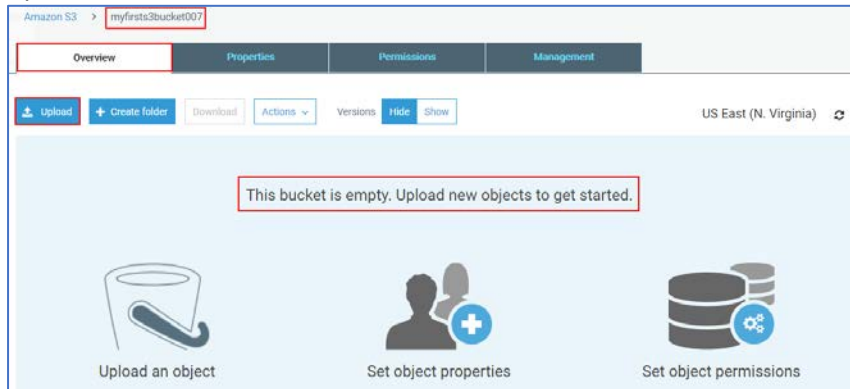 Amazon S3 > myfirsts3bucket007
Overview Properties Permissions Management
Upload + Create folder Download Actions Versions Hide Show US East (N. Virginia)
This bucket is empty. Upload new objects to get started.
Upload an object Set object properties Set object permissions